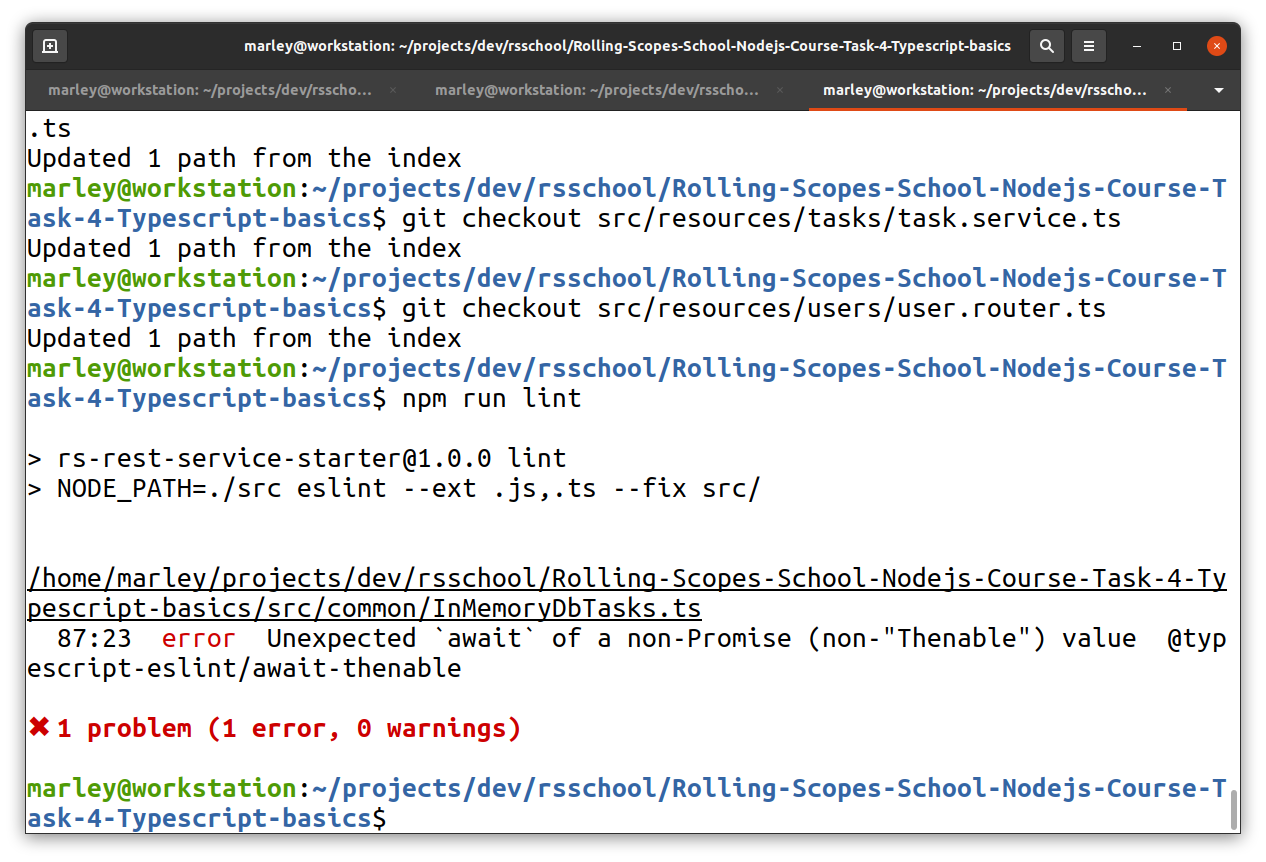 marley@workstation: ~/projects/dev/rsschool/Rolling-Scopes-School-Nodejs-Course-Task-4-Typescript-basics
marley@workstation: ~/projects/dev/rsscho...
marley@workstation: ~/projects/dev/rsscho...
marley@workstation: ~/projects/dev/rsscho...
.ts
Updated 1 path from the index
marley@workstation:~/projects/dev/rsschool/Rolling-Scopes-School-Nodejs-Course-T
ask-4-Typescript-basics$ git checkout src/resources/tasks/task.service.ts
Updated 1 path from the index
marley@workstation:~/projects/dev/rsschool/Rolling-Scopes-School-Nodejs-Course-T
ask-4-Typescript-basics$ git checkout src/resources/users/user.router.ts
Updated 1 path from the index
marley@workstation:~/projects/dev/rsschool/Rolling-Scopes-School-Nodejs-Course-T
ask-4-Typescript-basics$ npm run lint
> rs-rest-service-starter@1.0.0 lint
> NODE_PATH=./src eslint --ext .js,.ts --fix src/
/home/marley/projects/dev/rsschool/Rolling-Scopes-School-Nodejs-Course-Task-4-Ty
pescript-basics/src/common/InMemoryDbTasks.ts
  87:23  error  Unexpected `await` of a non-Promise (non-"Thenable") value  @typ
escript-eslint/await-thenable
✖ 1 problem (1 error, 0 warnings)
marley@workstation:~/projects/dev/rsschool/Rolling-Scopes-School-Nodejs-Course-T
ask-4-Typescript-basics$